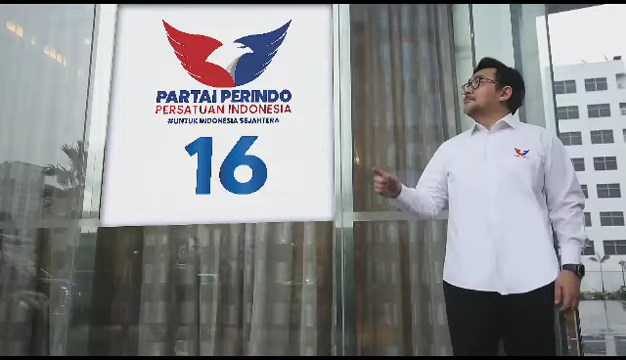 PARTAI PERINDO
PERSATUAN INDONESIA
#UNTUK INDONESIA SEJAHTERA
16